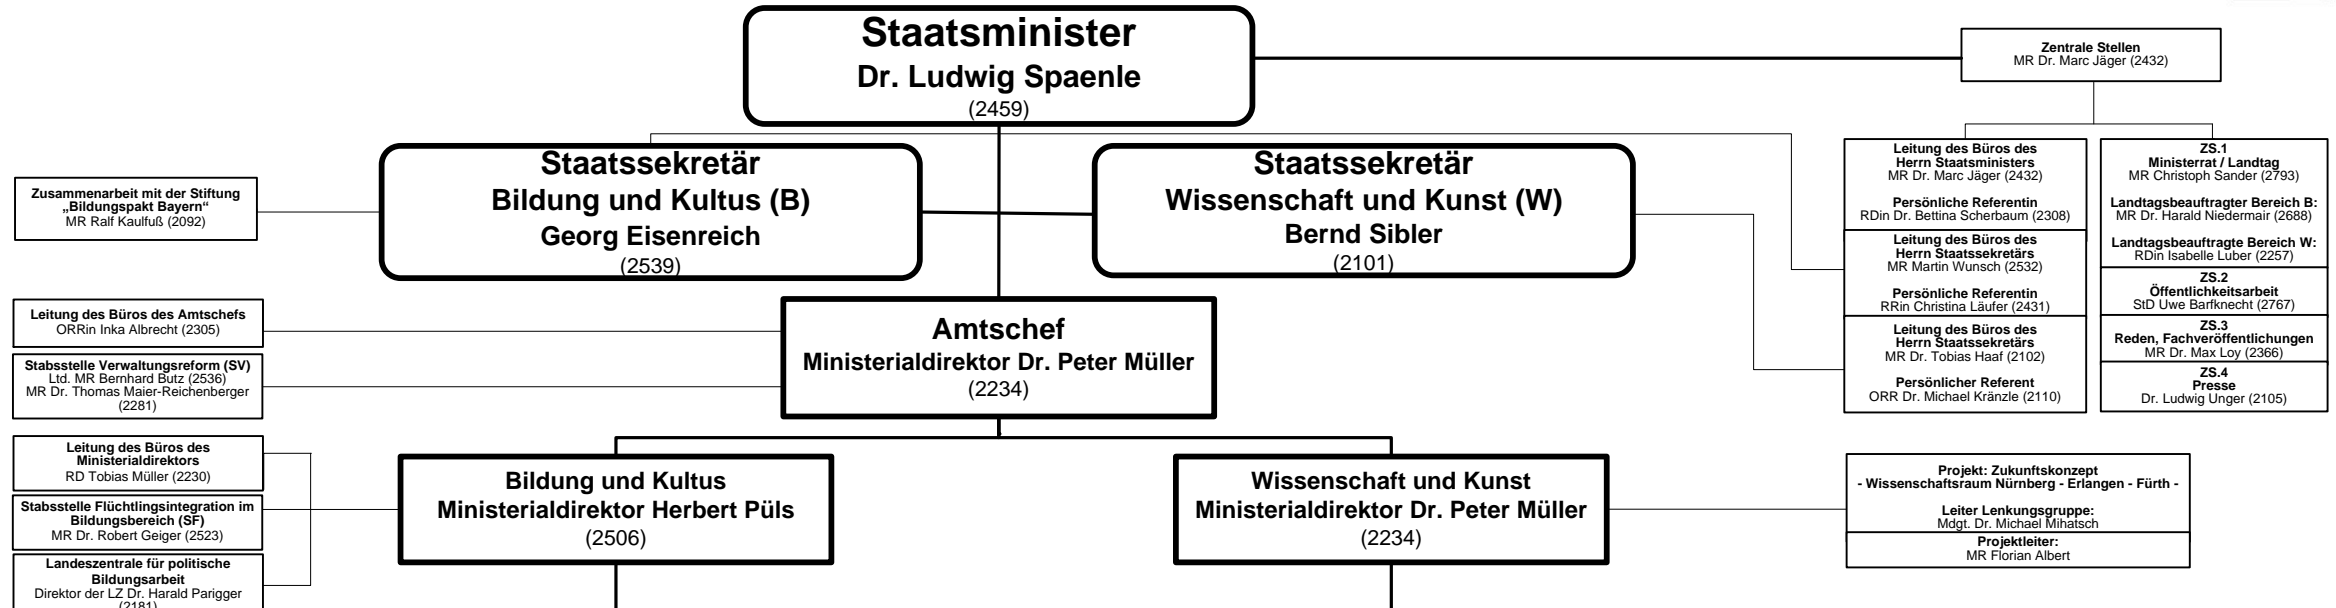 Staatsminister
Dr. Ludwig Spaenle
(2459)
Zentrale Stellen
MR Dr. Marc Jäger (2432)
Zusammenarbeit mit der Stiftung
„Bildungspakt Bayern“
MR Ralf Kaulfuß (2092)
Staatssekretär
Bildung und Kultus (B)
Georg Eisenreich
(2539)
Staatssekretär
Wissenschaft und Kunst (W)
Bernd Sibler
(2101)
Leitung des Büros des
Herrn Staatsministers
MR Dr. Marc Jäger (2432)
Persönliche Referentin
RDin Dr. Bettina Scherbaum (2308)
Leitung des Büros des
Herrn Staatssekretärs
MR Martin Wunsch (2532)
Persönliche Referentin
RRin Christina Läufer (2431)
Leitung des Büros des
Herrn Staatssekretärs
MR Dr. Tobias Haaf (2102)
Persönlicher Referent
ORR Dr. Michael Kränzle (2110)
ZS.1
Ministerrat / Landtag
MR Christoph Sander (2793)
Landtagsbeauftragter Bereich B:
MR Dr. Harald Niedermair (2688)
Landtagsbeauftragte Bereich W:
RDin Isabelle Luber (2257)
ZS.2
Öffentlichkeitsarbeit
StD Uwe Barfknecht (2767)
ZS.3
Reden, Fachveröffentlichungen
MR Dr. Max Loy (2366)
ZS.4
Presse
Dr. Ludwig Unger (2105)
Leitung des Büros des Amtschefs
ORRin Inka Albrecht (2305)
Stabsstelle Verwaltungsreform (SV)
Ltd. MR Bernhard Butz (2536)
MR Dr. Thomas Maier-Reichenberger
(2281)
Amtschef
Ministerialdirektor Dr. Peter Müller
(2234)
Leitung des Büros des
Ministerialdirektors
RD Tobias Müller (2230)
Stabsstelle Flüchtlingsintegration im
Bildungsbereich (SF)
MR Dr. Robert Geiger (2523)
Landeszentrale für politische
Bildungsarbeit
Direktor der LZ Dr. Harald Parigger
(2181)
Bildung und Kultus
Ministerialdirektor Herbert Püls
(2506)
Wissenschaft und Kunst
Ministerialdirektor Dr. Peter Müller
(2234)
Projekt: Zukunftskonzept
- Wissenschaftsraum Nürnberg - Erlangen - Fürth -
Leiter Lenkungsgruppe:
Mdgt. Dr. Michael Mihatsch
Projektleiter:
MR Florian Albert